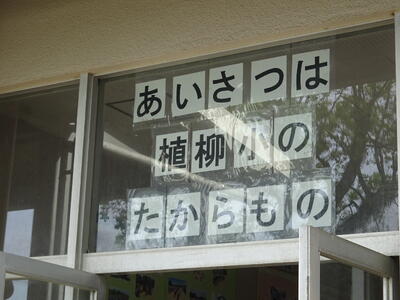 あいさつは
植柳小の
たからもの